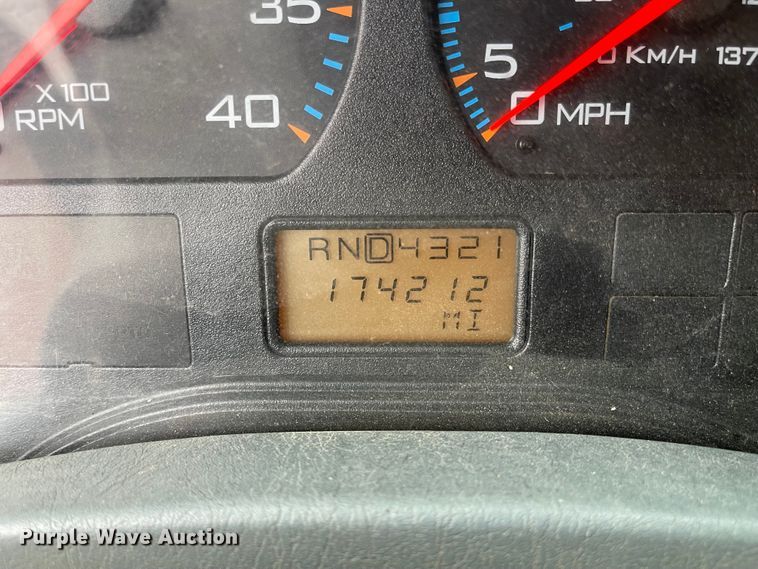 35
X100
RPM
40
5
0
MPH
KM/H
137
RND4321
174212
MI
Purple Wave Auction